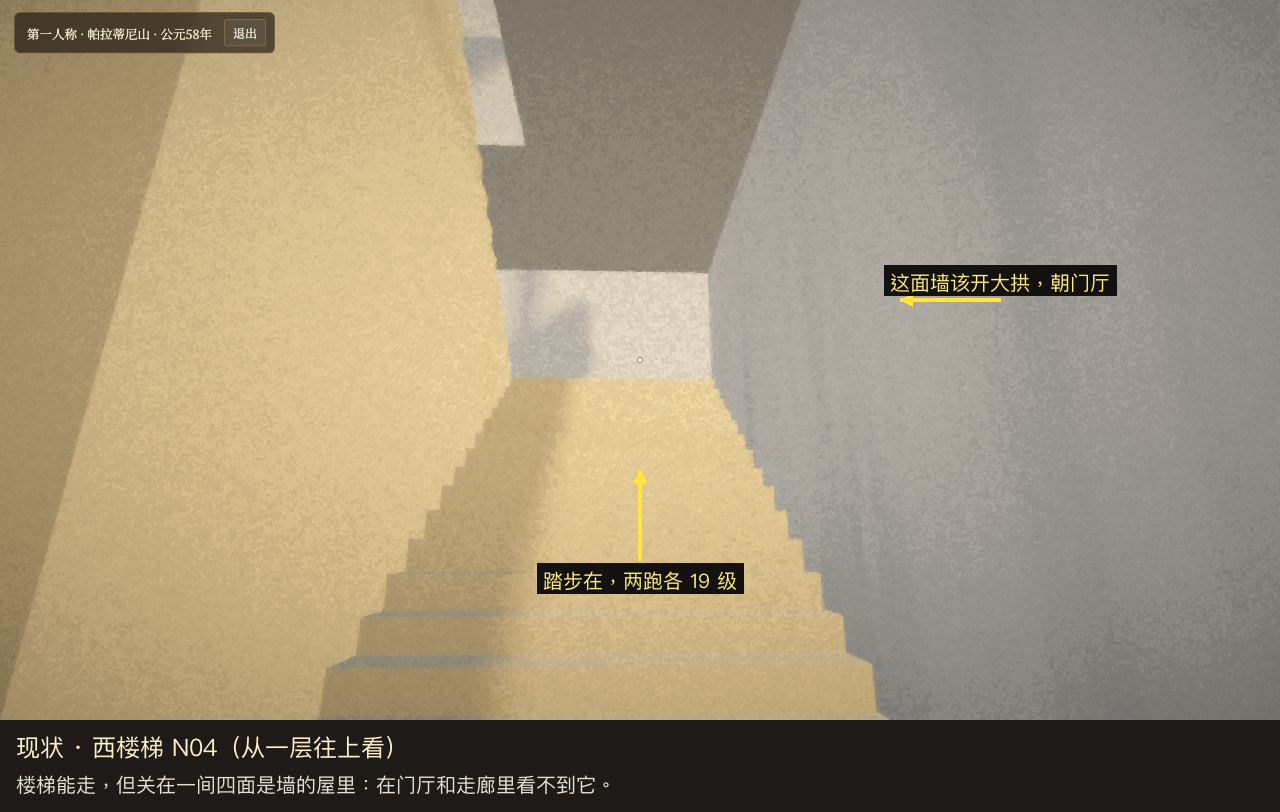 第一人称 · 帕拉蒂尼山 · 公元58年 退出
这面墙该开大拱，朝门厅
踏步在，两跑各 19 级
现状 · 西楼梯 N04（从一层往上看）
楼梯能走，但关在一间四面是墙的屋里：在门厅和走廊里看不到它。